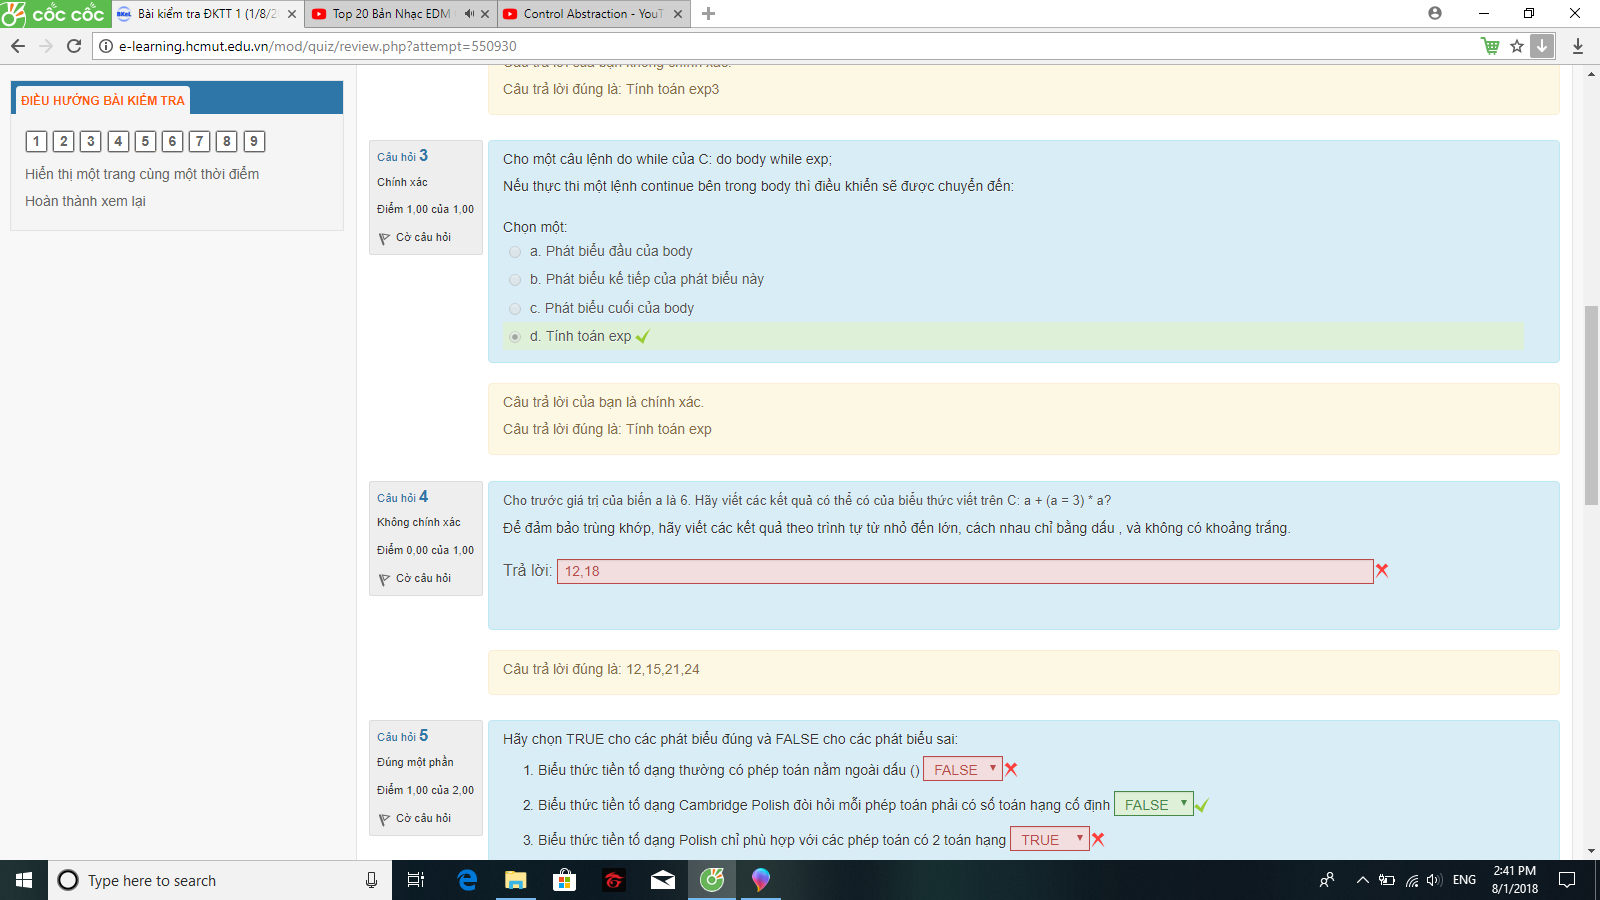 cốc cốc
BKeL Bài kiểm tra ĐKTT 1 (1/8/2
Top 20 Bản Nhạc EDM
Control Abstraction - YouT
e-learning.hcmut.edu.vn/mod/quiz/review.php?attempt=550930
ĐIỀU HƯỚNG BÀI KIỂM TRA
1 2 3 4 5 6 7 8 9
Hiển thị một trang cùng một thời điểm
Hoàn thành xem lại
Câu trả lời của bạn không chính xác.
Câu trả lời đúng là: Tính toán exp3
Câu hỏi 3
Chính xác
Điểm 1,00 của 1,00
Cờ câu hỏi
Cho một câu lệnh do while của C: do body while exp;
Nếu thực thi một lệnh continue bên trong body thì điều khiển sẽ được chuyển đến:
Chọn một:
a. Phát biểu đầu của body
b. Phát biểu kế tiếp của phát biểu này
c. Phát biểu cuối của body
d. Tính toán exp
Câu trả lời của bạn là chính xác.
Câu trả lời đúng là: Tính toán exp
Câu hỏi 4
Không chính xác
Điểm 0,00 của 1,00
Cờ câu hỏi
Cho trước giá trị của biến a là 6. Hãy viết các kết quả có thể có của biểu thức viết trên C: a + (a = 3) * a?
Để đảm bảo trùng khớp, hãy viết các kết quả theo trình tự từ nhỏ đến lớn, cách nhau chỉ bằng dấu , và không có khoảng trắng.
Trả lời: 12,18
Câu trả lời đúng là: 12,15,21,24
Câu hỏi 5
Đúng một phần
Điểm 1,00 của 2,00
Cờ câu hỏi
Hãy chọn TRUE cho các phát biểu đúng và FALSE cho các phát biểu sai:
1. Biểu thức tiền tố dạng thường có phép toán nằm ngoài dấu () FALSE
2. Biểu thức tiền tố dạng Cambridge Polish đòi hỏi mỗi phép toán phải có số toán hạng cố định FALSE
3. Biểu thức tiền tố dạng Polish chỉ phù hợp với các phép toán có 2 toán hạng TRUE
Type here to search
ENG
2:41 PM
8/1/2018